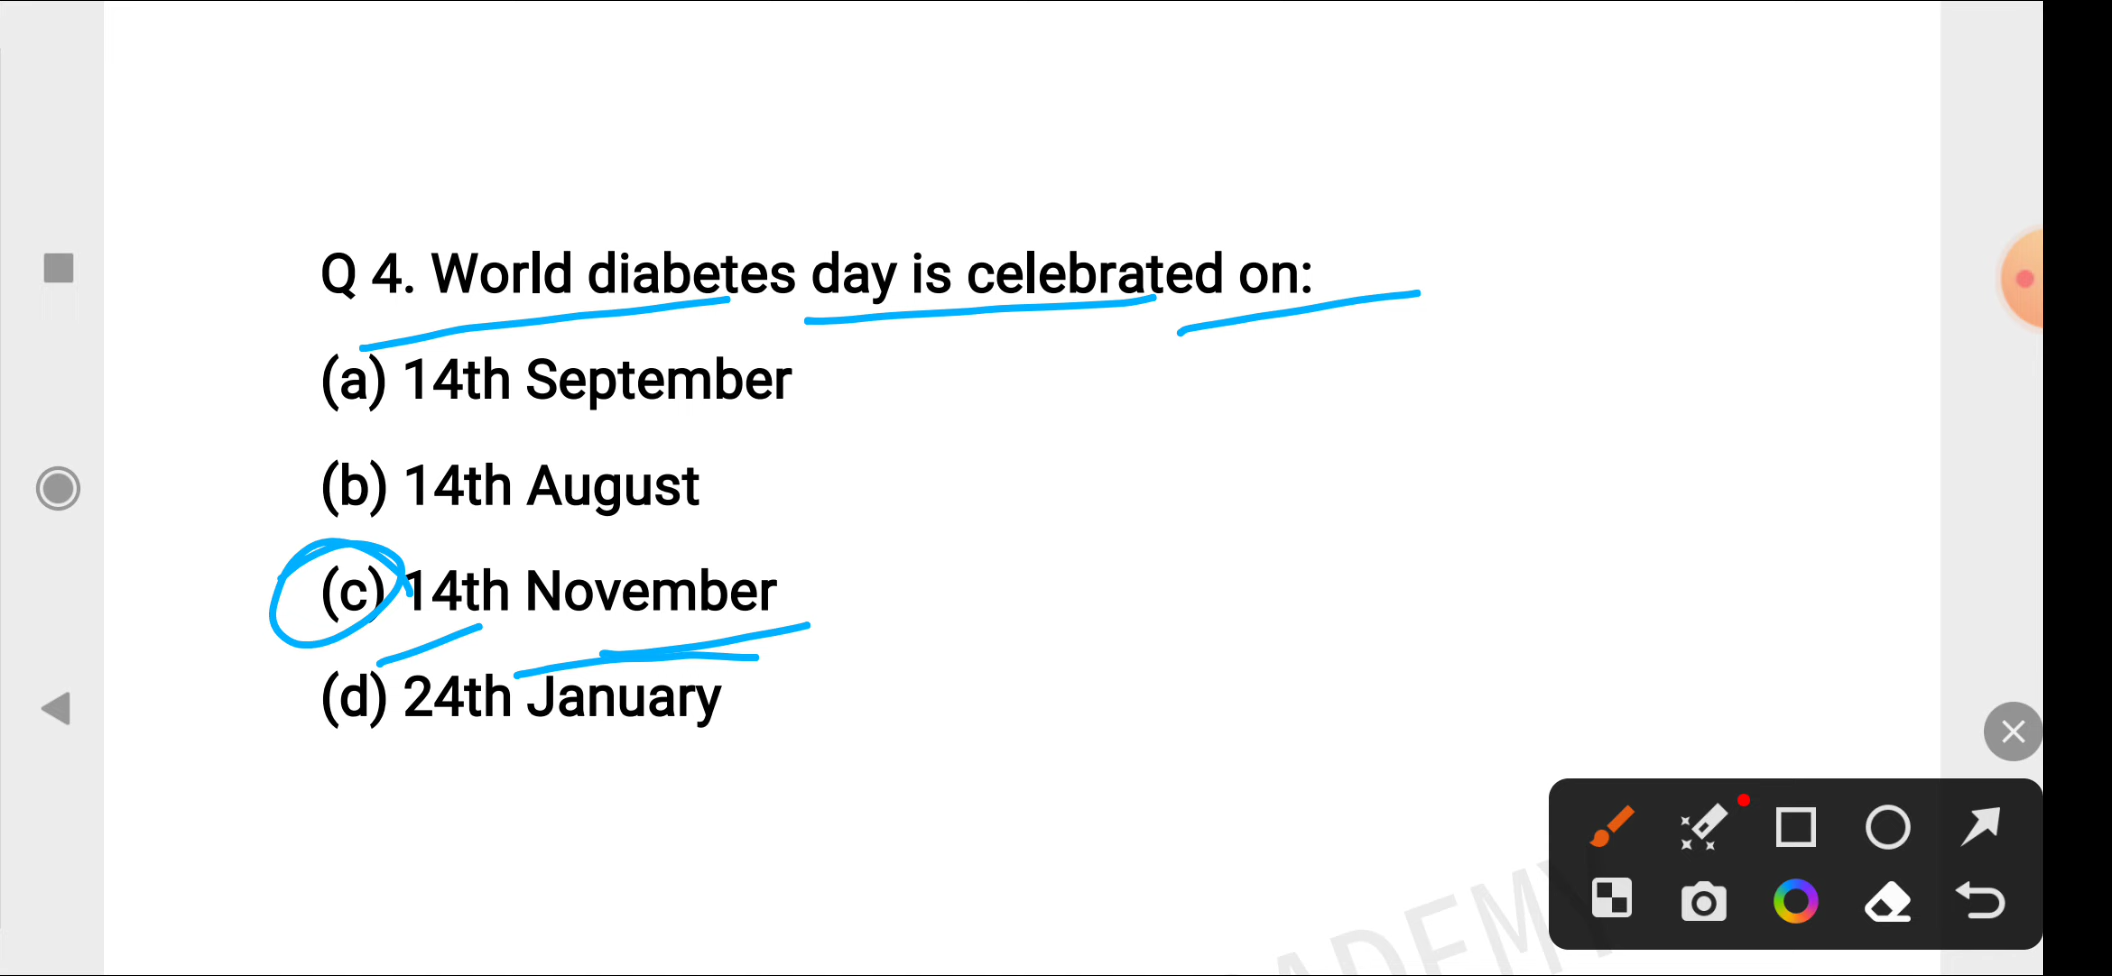 Q 4. World diabetes day is celebrated on:
(a) 14th September
(b) 14th August
(c) 14th November
(d) 24th January